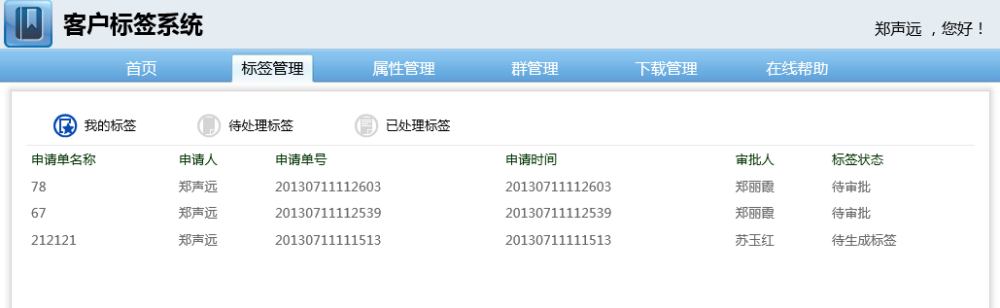 客户标签系统
郑声远 ，您好！
首页 标签管理 属性管理 群管理 下载管理 在线帮助
我的标签 待处理标签 已处理标签
申请单名称 申请人 申请单号 申请时间 审批人 标签状态
78 郑声远 20130711112603 20130711112603 郑丽霞 待审批
67 郑声远 20130711112539 20130711112539 郑丽霞 待审批
212121 郑声远 20130711111513 20130711111513 苏玉红 待生成标签